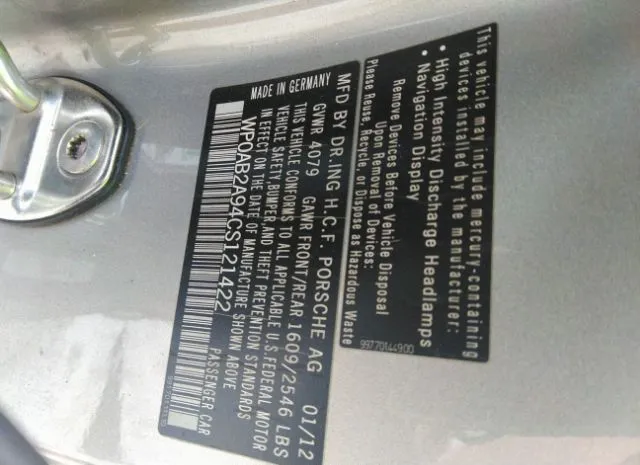 MFD BY DR.ING H.C.F. PORSCHE AG 01/12
GVWR 4079 GAWR FRONT/REAR 1609/2546 LBS
THIS VEHICLE CONFORMS TO ALL APPLICABLE U.S. FEDERAL MOTOR
VEHICLE SAFETY, BUMPER, AND THEFT PREVENTION STANDARDS
IN EFFECT ON THE DATE OF MANUFACTURE SHOWN ABOVE
WP0AB2A94CS121422 PASSENGER CAR
MADE IN GERMANY
This vehicle may include mercury-containing
devices installed by the manufacturer:
• High Intensity Discharge Headlamps
• Navigation Display
Remove Devices Before Vehicle Disposal
Upon Removal of Devices:
Please Reuse, Recycle, or Dispose as Hazardous Waste
99770144900